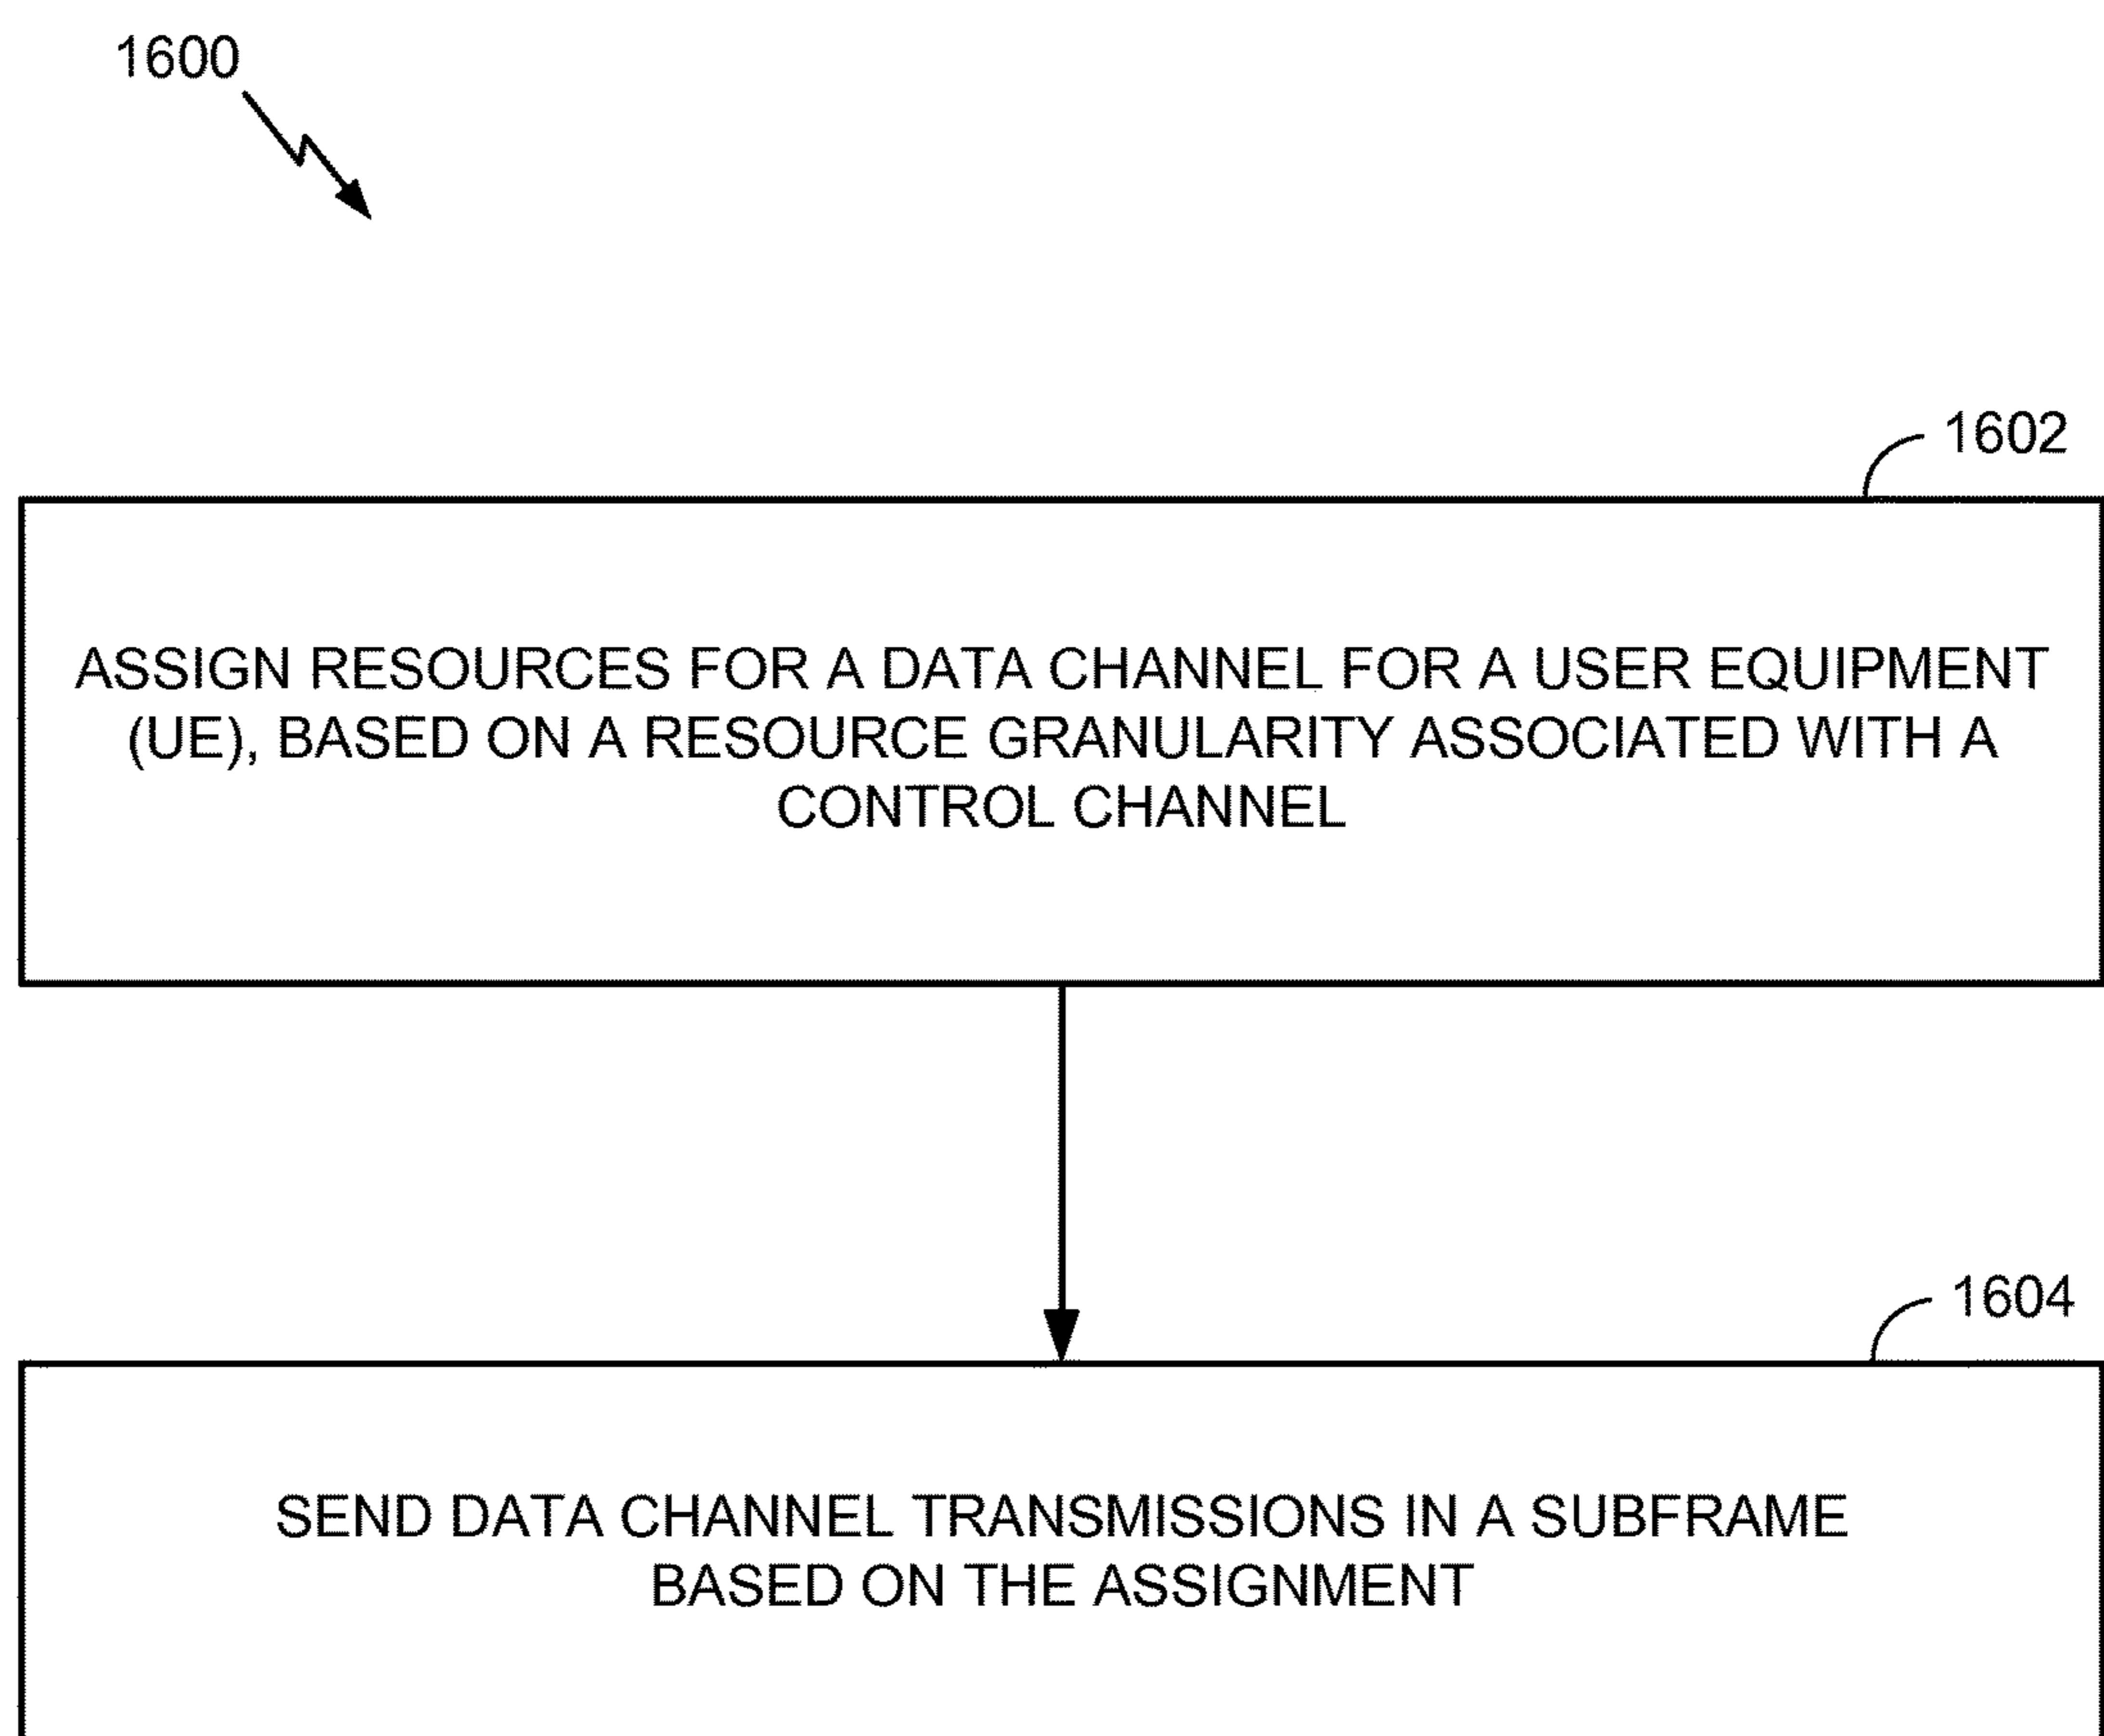 1600
1602
ASSIGN RESOURCES FOR A DATA CHANNEL FOR A USER EQUIPMENT
(UE), BASED ON A RESOURCE GRANULARITY ASSOCIATED WITH A
CONTROL CHANNEL
1604
SEND DATA CHANNEL TRANSMISSIONS IN A SUBFRAME
BASED ON THE ASSIGNMENT